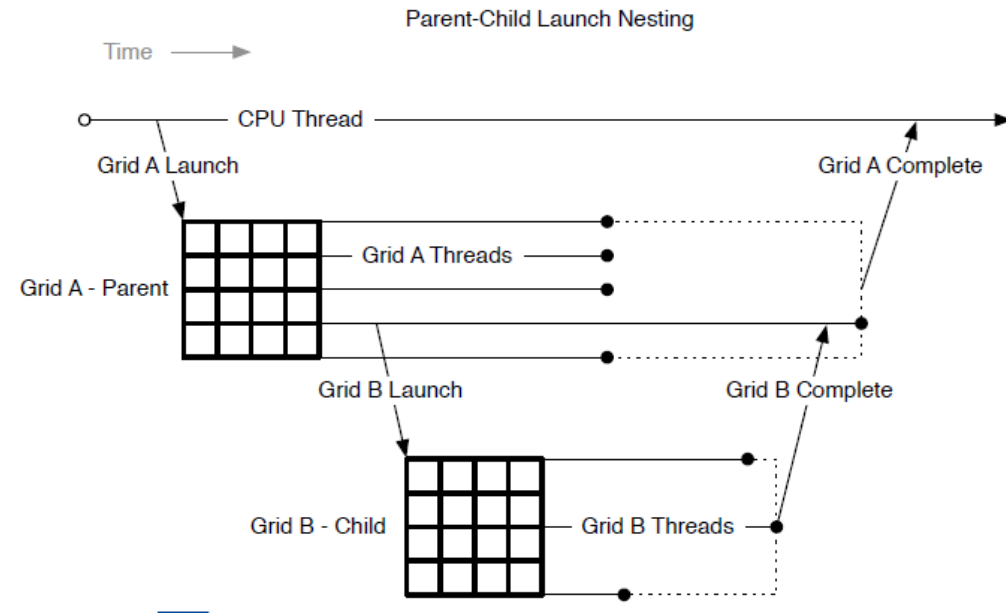 Parent-Child Launch Nesting
Time
CPU Thread
Grid A Launch
Grid A Complete
Grid A Threads
Grid A - Parent
Grid B Launch
Grid B Complete
Grid B - Child
Grid B Threads